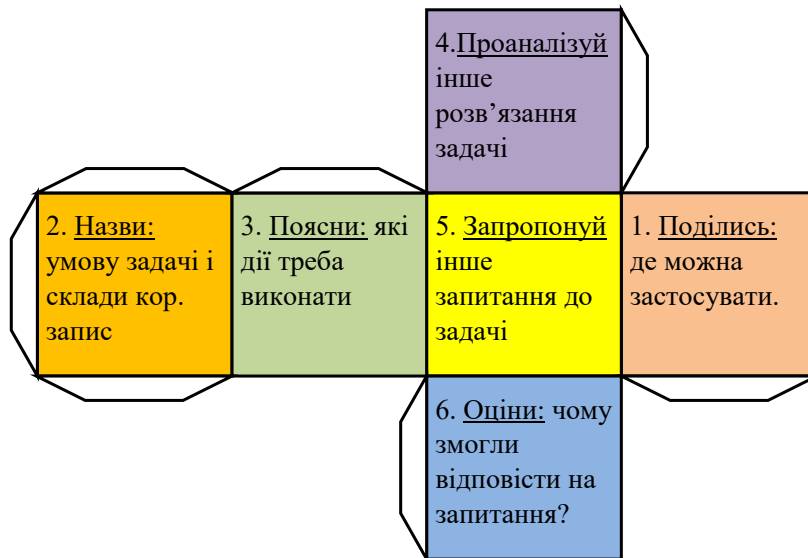 4.Проаналізуй
інше
розв’язання
задачі
2. Назви:
умову задачі і
склади кор.
запис
3. Поясни: які
дії треба
виконати
5. Запропонуй
інше
запитання до
задачі
1. Поділись:
де можна
застосувати.
6. Оціни: чому
змогли
відповісти на
запитання?